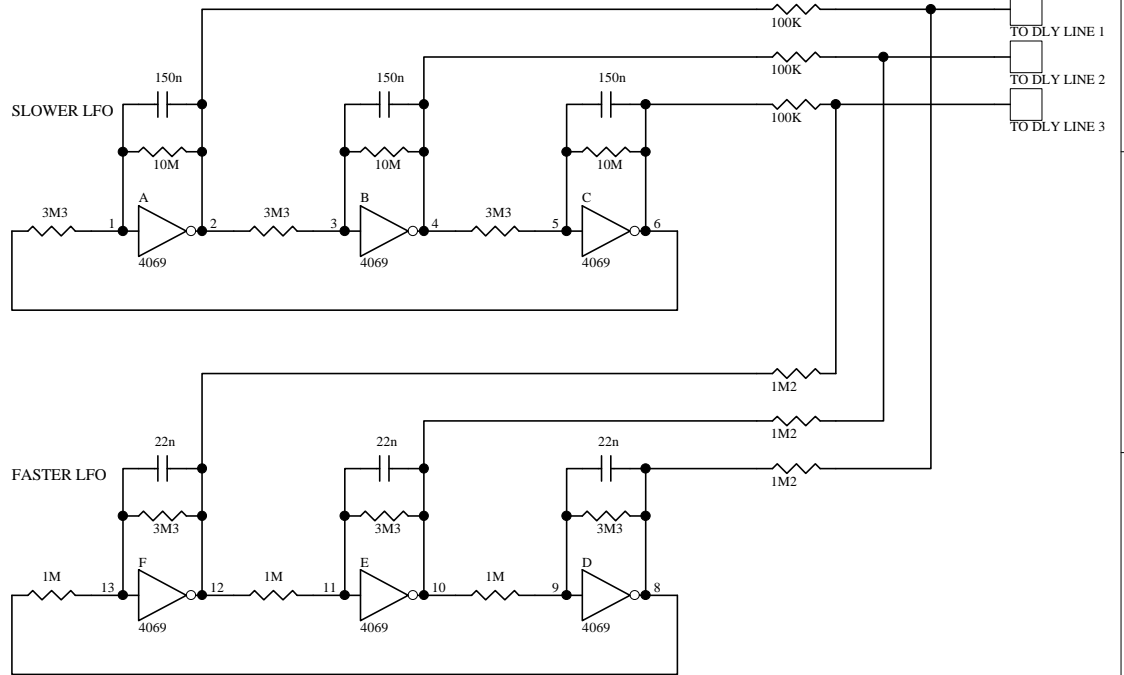 100K
TO DLY LINE 1
100K
TO DLY LINE 2
150n
150n
150n
SLOWER LFO
100K
TO DLY LINE 3
10M
10M
10M
A
B
C
3M3
1
2
3M3
3
4
3M3
5
6
4069
4069
4069
1M2
1M2
22n
22n
22n
FASTER LFO
1M2
3M3
3M3
3M3
F
E
D
1M
13
12
1M
11
10
1M
9
8
4069
4069
4069